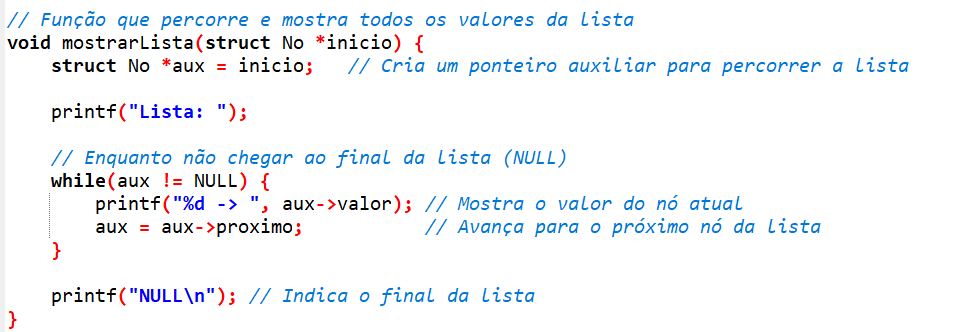 // Função que percorre e mostra todos os valores da lista
void mostrarLista(struct No *inicio) {
    struct No *aux = inicio;   // Cria um ponteiro auxiliar para percorrer a lista
    printf("Lista: ");
    // Enquanto não chegar ao final da lista (NULL)
    while(aux != NULL) {
        printf("%d -> ", aux->valor); // Mostra o valor do nó atual
        aux = aux->proximo;           // Avança para o próximo nó da lista
    }
    printf("NULL\n"); // Indica o final da lista
}